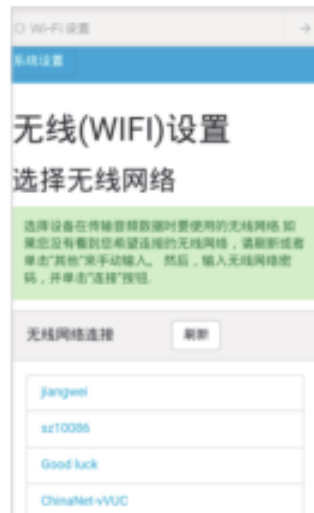 Wi-Fi 设置
系统设置
无线(WIFI)设置
选择无线网络
选择设备在传输音频数据时要使用的无线网络.如
果您没有看到您希望连接的无线网络，请刷新或者
单击"其他"来手动输入。 然后，输入无线网络密
码，并单击"连接"按钮.
无线网络连接 刷新
jiangwei
sz10086
Good luck
ChinaNet-vVUC